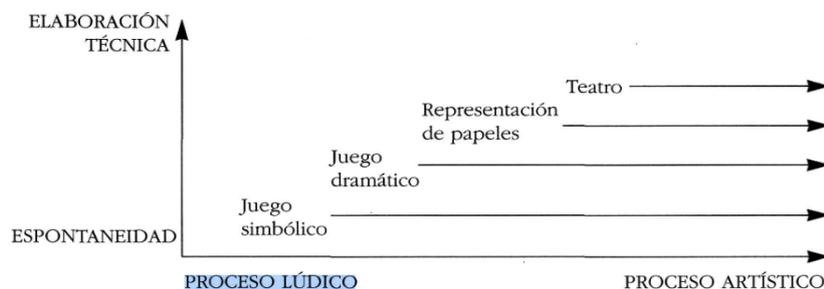 ELABORACIÓN
TÉCNICA
Teatro
Representación
de papeles
Juego
dramático
Juego
simbólico
ESPONTANEIDAD
PROCESO LÚDICO
PROCESO ARTÍSTICO